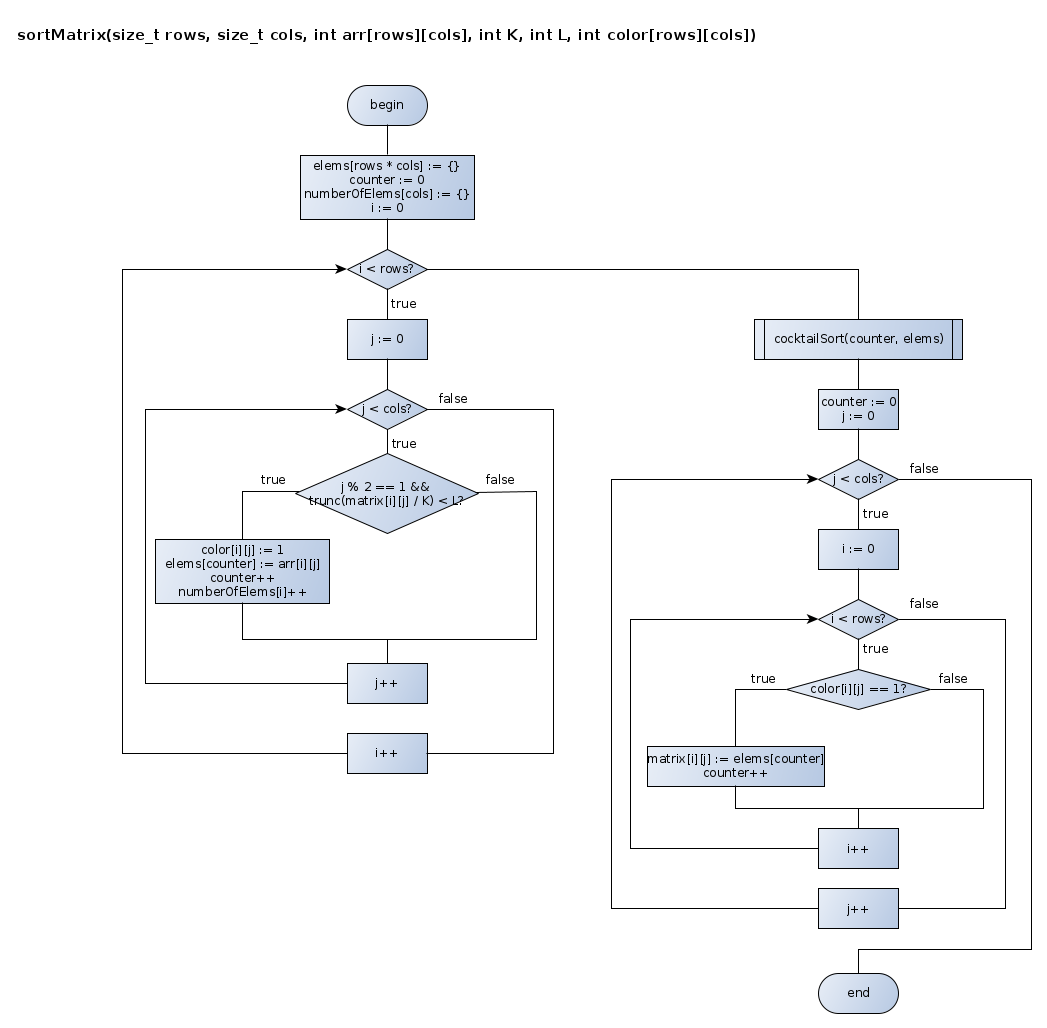 sortMatrix(size_t rows, size_t cols, int arr[rows][cols], int K, int L, int color[rows][cols])
begin
elems[rows * cols] := {}
counter := 0
numberOfElems[cols] := {}
i := 0
i < rows?
true
j := 0
j < cols?
false
true
j % 2 == 1 &&
trunc(matrix[i][j] / K) < L?
true
false
color[i][j] := 1
elems[counter] := arr[i][j]
counter++
numberOfElems[i]++
j++
i++
cocktailSort(counter, elems)
counter := 0
j := 0
j < cols?
false
true
i := 0
i < rows?
false
true
color[i][j] == 1?
true
false
matrix[i][j] := elems[counter]
counter++
i++
j++
end